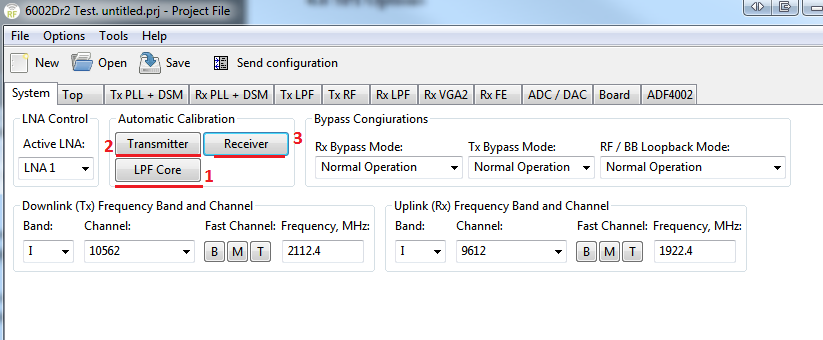 6002Dr2 Test. untitled.prj - Project File
File Options Tools Help
New Open Save Send configuration
System Top Tx PLL + DSM Rx PLL + DSM Tx LPF Tx RF Rx LPF Rx VGA2 Rx FE ADC / DAC Board ADF4002
LNA Control Automatic Calibration Bypass Congiurations
Active LNA: 2 Transmitter Receiver 3 Rx Bypass Mode: Tx Bypass Mode: RF / BB Loopback Mode:
LNA 1 LPF Core 1 Normal Operation Normal Operation Normal Operation
Downlink (Tx) Frequency Band and Channel Uplink (Rx) Frequency Band and Channel
Band: Channel: Fast Channel: Frequency, MHz: Band: Channel: Fast Channel: Frequency, MHz:
I 10562 B M T 2112.4 I 9612 B M T 1922.4